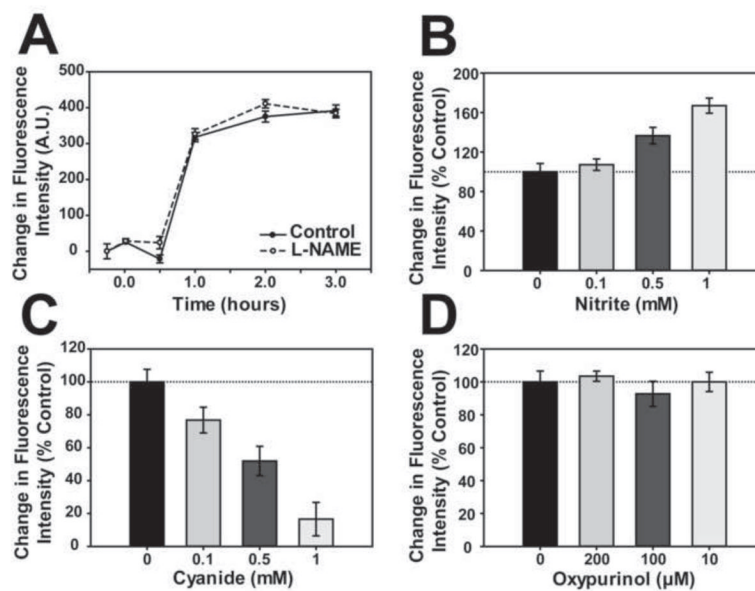 A
Change in Fluorescence
Intensity (A.U.)
500
400
300
200
100
0
Control
L-NAME
0.0 1.0 2.0 3.0
Time (hours)
B
Change in Fluorescence
Intensity (% Control)
200
160
120
80
40
0
0 0.1 0.5 1
Nitrite (mM)
C
Change in Fluorescence
Intensity (% Control)
120
100
80
60
40
20
0
0 0.1 0.5 1
Cyanide (mM)
D
Change in Fluorescence
Intensity (% Control)
120
100
80
60
40
20
0
0 200 100 10
Oxypurinol (µM)